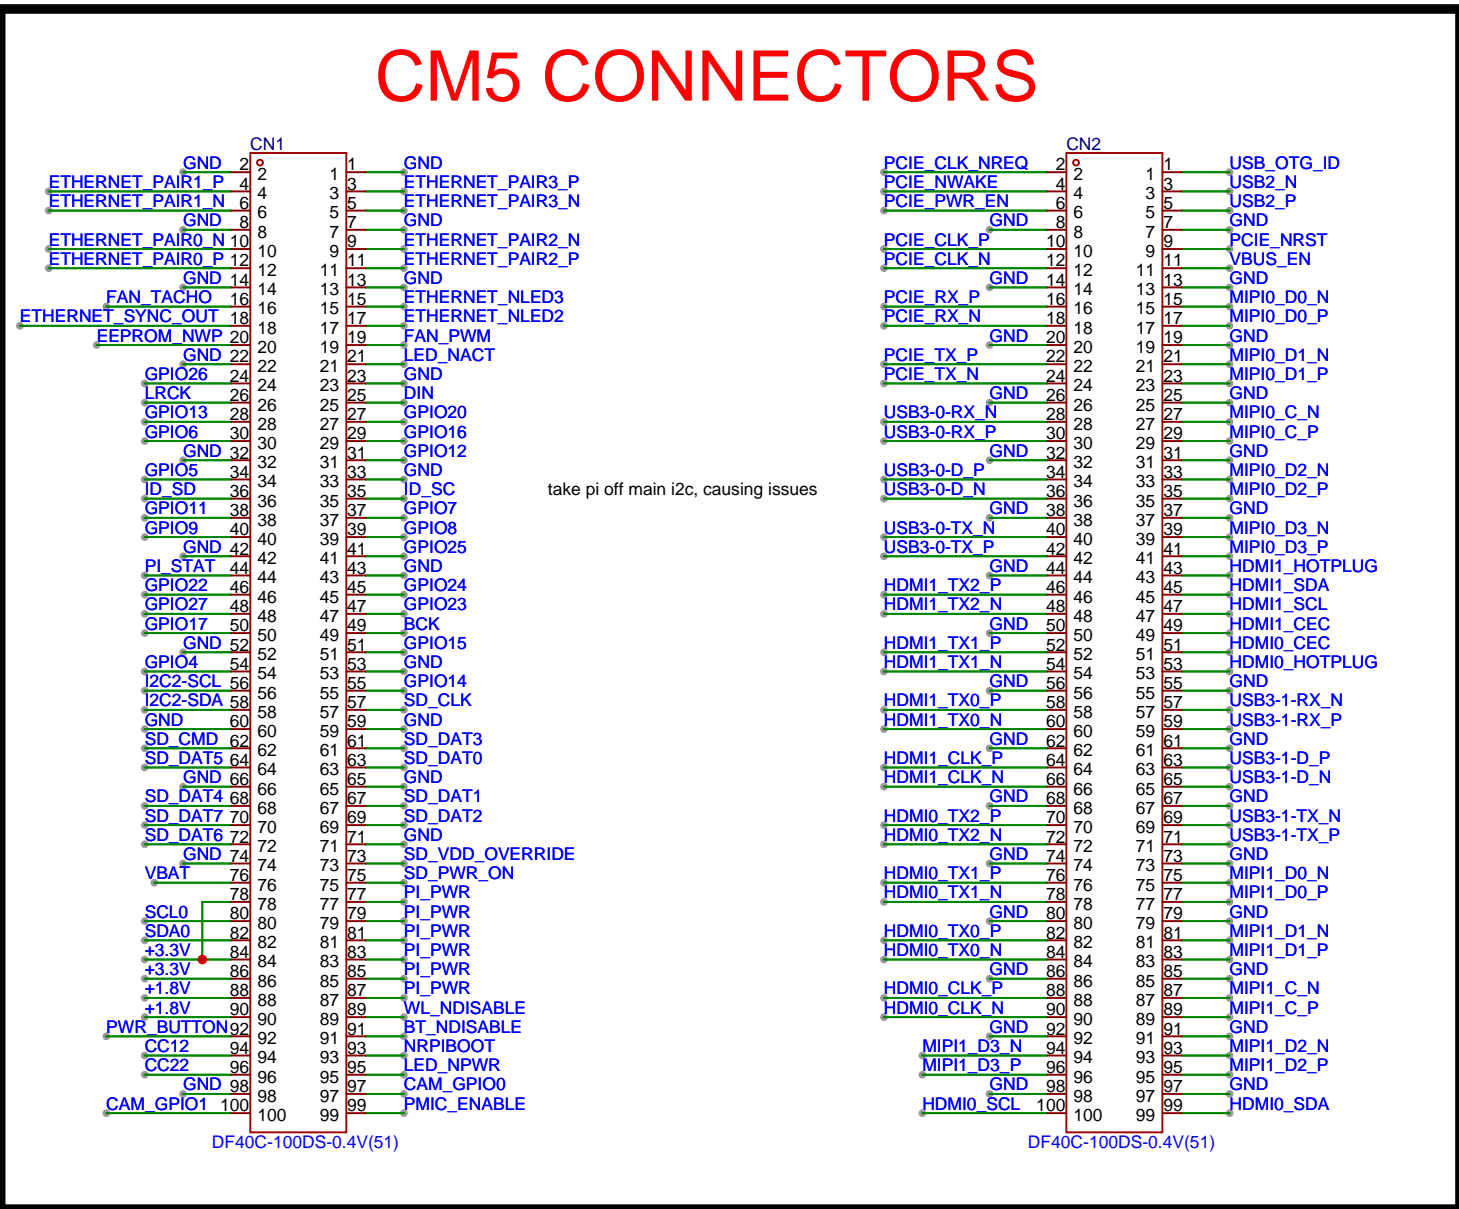 CM5 CONNECTORS
CN1
GND 2 2 1 1 GND
ETHERNET_PAIR1_P 4 4 3 3 ETHERNET_PAIR3_P
ETHERNET_PAIR1_N 6 6 5 5 ETHERNET_PAIR3_N
GND 8 8 7 7 GND
ETHERNET_PAIR0_N 10 10 9 9 ETHERNET_PAIR2_N
ETHERNET_PAIR0_P 12 12 11 11 ETHERNET_PAIR2_P
GND 14 14 13 13 GND
FAN_TACHO 16 16 15 15 ETHERNET_NLED3
ETHERNET_SYNC_OUT 18 18 17 17 ETHERNET_NLED2
EEPROM_NWP 20 20 19 19 FAN_PWM
GND 22 22 21 21 LED_NACT
GPIO26 24 24 23 23 GND
LRCK 26 26 25 25 DIN
GPIO13 28 28 27 27 GPIO20
GPIO6 30 30 29 29 GPIO16
GND 32 32 31 31 GPIO12
GPIO5 34 34 33 33 GND
ID_SD 36 36 35 35 ID_SC
GPIO11 38 38 37 37 GPIO7
GPIO9 40 40 39 39 GPIO8
GND 42 42 41 41 GPIO25
PI_STAT 44 44 43 43 GND
GPIO22 46 46 45 45 GPIO24
GPIO27 48 48 47 47 GPIO23
GPIO17 50 50 49 49 BCK
GND 52 52 51 51 GPIO15
GPIO4 54 54 53 53 GND
I2C2-SCL 56 56 55 55 GPIO14
I2C2-SDA 58 58 57 57 SD_CLK
GND 60 60 59 59 GND
SD_CMD 62 62 61 61 SD_DAT3
SD_DAT5 64 64 63 63 SD_DAT0
GND 66 66 65 65 GND
SD_DAT4 68 68 67 67 SD_DAT1
SD_DAT7 70 70 69 69 SD_DAT2
SD_DAT6 72 72 71 71 GND
GND 74 74 73 73 SD_VDD_OVERRIDE
VBAT 76 76 75 75 SD_PWR_ON
78 78 77 77 PI_PWR
SCL0 80 80 79 79 PI_PWR
SDA0 82 82 81 81 PI_PWR
+3.3V 84 84 83 83 PI_PWR
+3.3V 86 86 85 85 PI_PWR
+1.8V 88 88 87 87 PI_PWR
+1.8V 90 90 89 89 WL_NDISABLE
PWR_BUTTON 92 92 91 91 BT_NDISABLE
CC12 94 94 93 93 NRPIBOOT
CC22 96 96 95 95 LED_NPWR
GND 98 98 97 97 CAM_GPIO0
CAM_GPIO1 100 100 99 99 PMIC_ENABLE
DF40C-100DS-0.4V(51)
take pi off main i2c, causing issues
CN2
PCIE_CLK_NREQ 2 2 1 1 USB_OTG_ID
PCIE_NWAKE 4 4 3 3 USB2_N
PCIE_PWR_EN 6 6 5 5 USB2_P
GND 8 8 7 7 GND
PCIE_CLK_P 10 10 9 9 PCIE_NRST
PCIE_CLK_N 12 12 11 11 VBUS_EN
GND 14 14 13 13 GND
PCIE_RX_P 16 16 15 15 MIPI0_D0_N
PCIE_RX_N 18 18 17 17 MIPI0_D0_P
GND 20 20 19 19 GND
PCIE_TX_P 22 22 21 21 MIPI0_D1_N
PCIE_TX_N 24 24 23 23 MIPI0_D1_P
GND 26 26 25 25 GND
USB3-0-RX_N 28 28 27 27 MIPI0_C_N
USB3-0-RX_P 30 30 29 29 MIPI0_C_P
GND 32 32 31 31 GND
USB3-0-D_P 34 34 33 33 MIPI0_D2_N
USB3-0-D_N 36 36 35 35 MIPI0_D2_P
GND 38 38 37 37 GND
USB3-0-TX_N 40 40 39 39 MIPI0_D3_N
USB3-0-TX_P 42 42 41 41 MIPI0_D3_P
GND 44 44 43 43 HDMI1_HOTPLUG
HDMI1_TX2_P 46 46 45 45 HDMI1_SDA
HDMI1_TX2_N 48 48 47 47 HDMI1_SCL
GND 50 50 49 49 HDMI1_CEC
HDMI1_TX1_P 52 52 51 51 HDMI0_CEC
HDMI1_TX1_N 54 54 53 53 HDMI0_HOTPLUG
GND 56 56 55 55 GND
HDMI1_TX0_P 58 58 57 57 USB3-1-RX_N
HDMI1_TX0_N 60 60 59 59 USB3-1-RX_P
GND 62 62 61 61 GND
HDMI1_CLK_P 64 64 63 63 USB3-1-D_P
HDMI1_CLK_N 66 66 65 65 USB3-1-D_N
GND 68 68 67 67 GND
HDMI0_TX2_P 70 70 69 69 USB3-1-TX_N
HDMI0_TX2_N 72 72 71 71 USB3-1-TX_P
GND 74 74 73 73 GND
HDMI0_TX1_P 76 76 75 75 MIPI1_D0_N
HDMI0_TX1_N 78 78 77 77 MIPI1_D0_P
GND 80 80 79 79 GND
HDMI0_TX0_P 82 82 81 81 MIPI1_D1_N
HDMI0_TX0_N 84 84 83 83 MIPI1_D1_P
GND 86 86 85 85 GND
HDMI0_CLK_P 88 88 87 87 MIPI1_C_N
HDMI0_CLK_N 90 90 89 89 MIPI1_C_P
GND 92 92 91 91 GND
MIPI1_D3_N 94 94 93 93 MIPI1_D2_N
MIPI1_D3_P 96 96 95 95 MIPI1_D2_P
GND 98 98 97 97 GND
HDMI0_SCL 100 100 99 99 HDMI0_SDA
DF40C-100DS-0.4V(51)